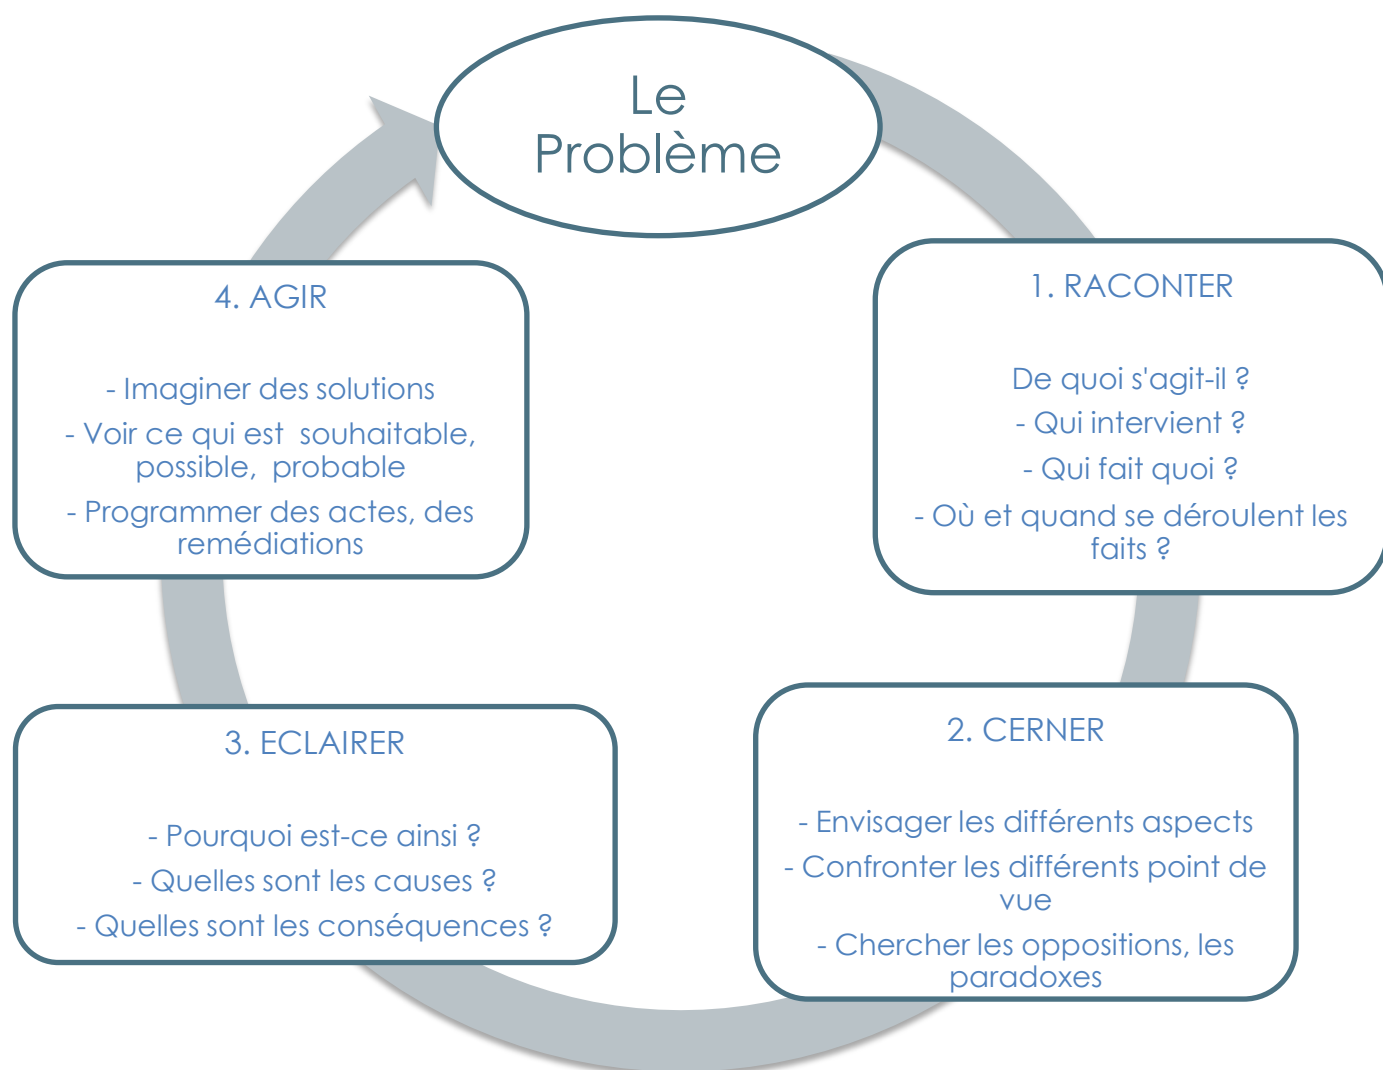 Le
Problème
1. RACONTER
De quoi s'agit-il ?
- Qui intervient ?
- Qui fait quoi ?
- Où et quand se déroulent les
faits ?
2. CERNER
- Envisager les différents aspects
- Confronter les différents point de
vue
- Chercher les oppositions, les
paradoxes
3. ECLAIRER
- Pourquoi est-ce ainsi ?
- Quelles sont les causes ?
- Quelles sont les conséquences ?
4. AGIR
- Imaginer des solutions
- Voir ce qui est souhaitable,
possible, probable
- Programmer des actes, des
remédiations